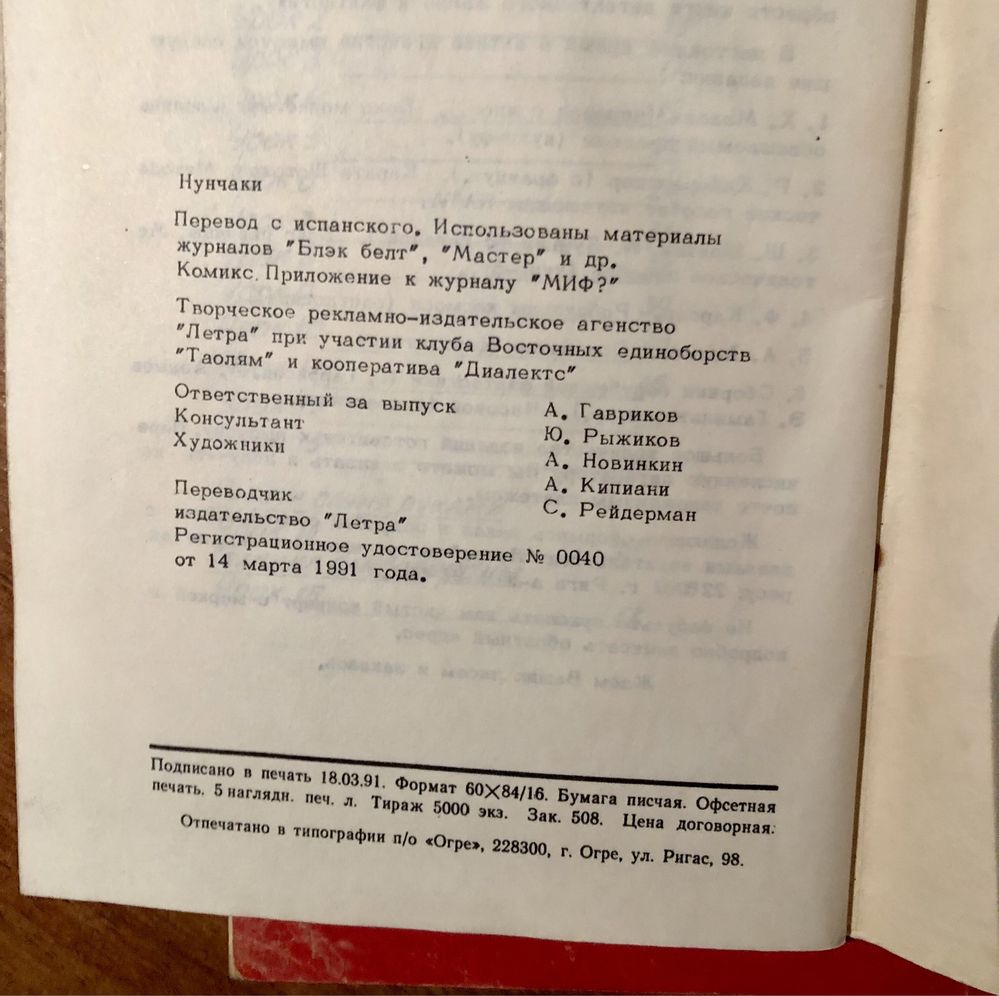 Нунчаки
Перевод с испанского. Использованы материалы
журналов "Блэк белт", "Мастер" и др.
Комикс. Приложение к журналу "МИФ?"
Творческое рекламно-издательское агенство
"Летра" при участии клуба Восточных единоборств
"Таолям" и кооператива "Диалектс"
Ответственный за выпуск А. Гавриков
Консультант Ю. Рыжиков
Художники А. Новинкин
А. Кипиани
Переводчик С. Рейдерман
издательство "Летра"
Регистрационное удостоверение № 0040
от 14 марта 1991 года.
Подписано в печать 18.03.91. Формат 60×84/16. Бумага писчая. Офсетная
печать. 5 наглядн. печ. л. Тираж 5000 экз. Зак. 508. Цена договорная.
Отпечатано в типографии п/о «Огре», 228300, г. Огре, ул. Ригас, 98.